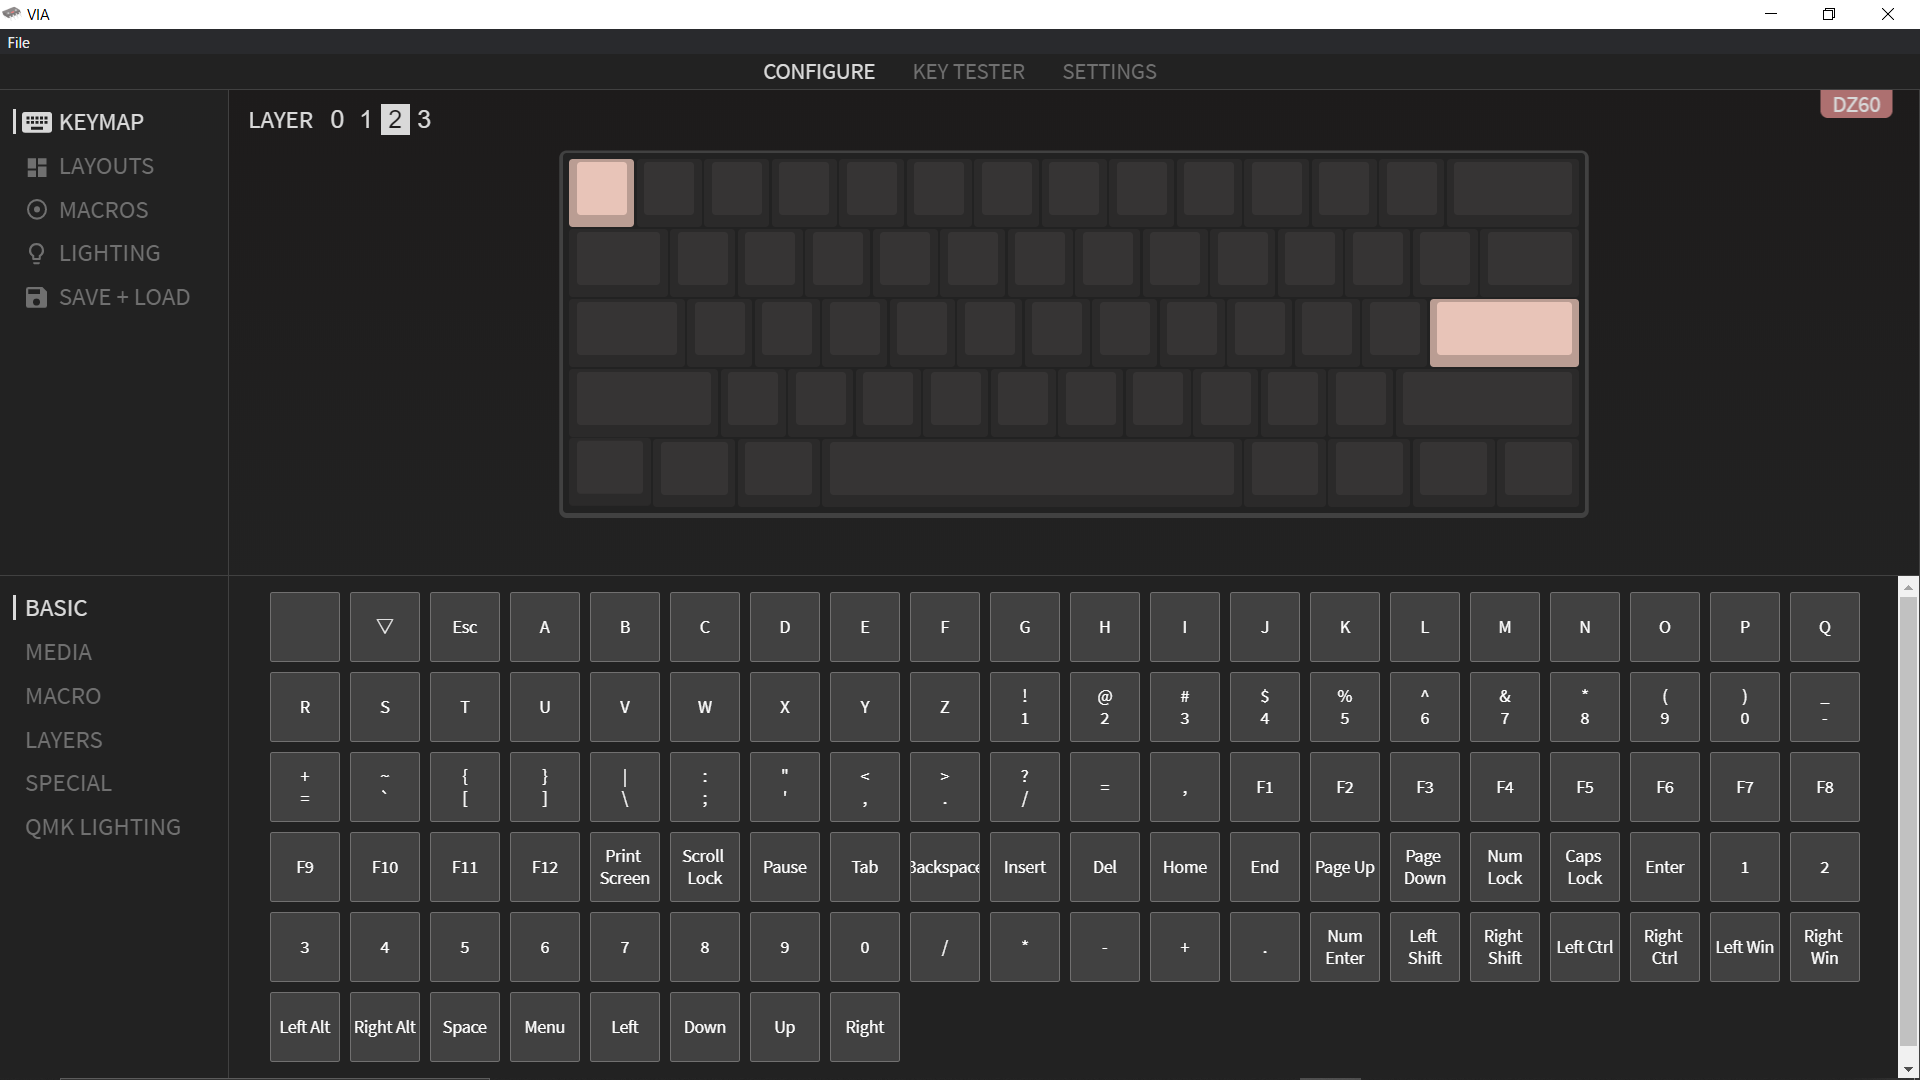 VIA
File
CONFIGURE KEY TESTER SETTINGS
KEYMAP
LAYOUTS
MACROS
LIGHTING
SAVE + LOAD
LAYER 0 1 2 3
DZ60
BASIC
MEDIA
MACRO
LAYERS
SPECIAL
QMK LIGHTING
▽ Esc A B C D E F G H I J K L M N O P Q
R S T U V W X Y Z ! @ # $ % ^ & * ( ) _
1 2 3 4 5 6 7 8 9 0 -
+ ~ { } | : " < > ?
= ` [ ] \ ; ' , . / = , F1 F2 F3 F4 F5 F6 F7 F8
F9 F10 F11 F12 Print Screen Scroll Lock Pause Tab Backspace Insert Del Home End Page Up Page Down Num Lock Caps Lock Enter 1 2
3 4 5 6 7 8 9 0 / * - + . Num Enter Left Shift Right Shift Left Ctrl Right Ctrl Left Win Right Win
Left Alt Right Alt Space Menu Left Down Up Right